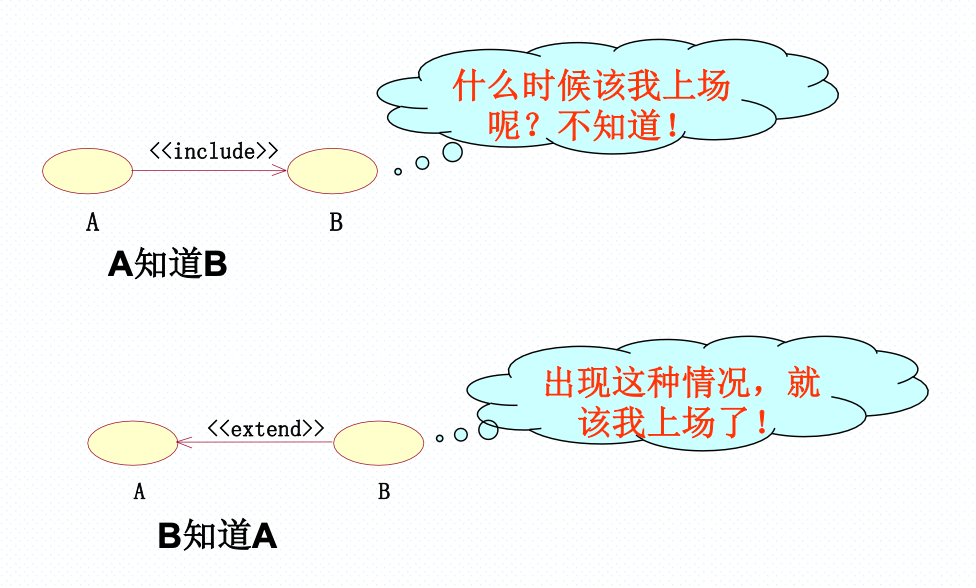 什么时候该我上场
呢？不知道！
<<include>>
A
B
A知道B
出现这种情况，就
该我上场了！
<<extend>>
A
B
B知道A